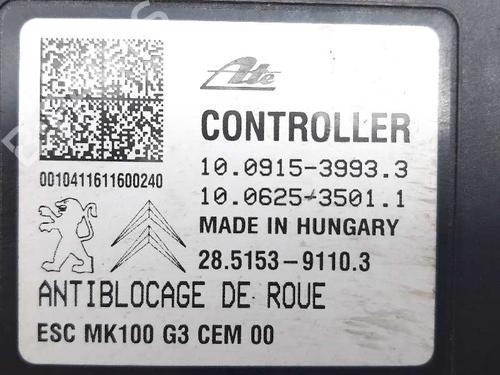 Ate
CONTROLLER
10.0915-3993.3
10.0625-3501.1
0010411611600240
MADE IN HUNGARY
28.5153-9110.3
ANTIBLOCAGE DE ROUE
ESC MK100 G3 CEM 00